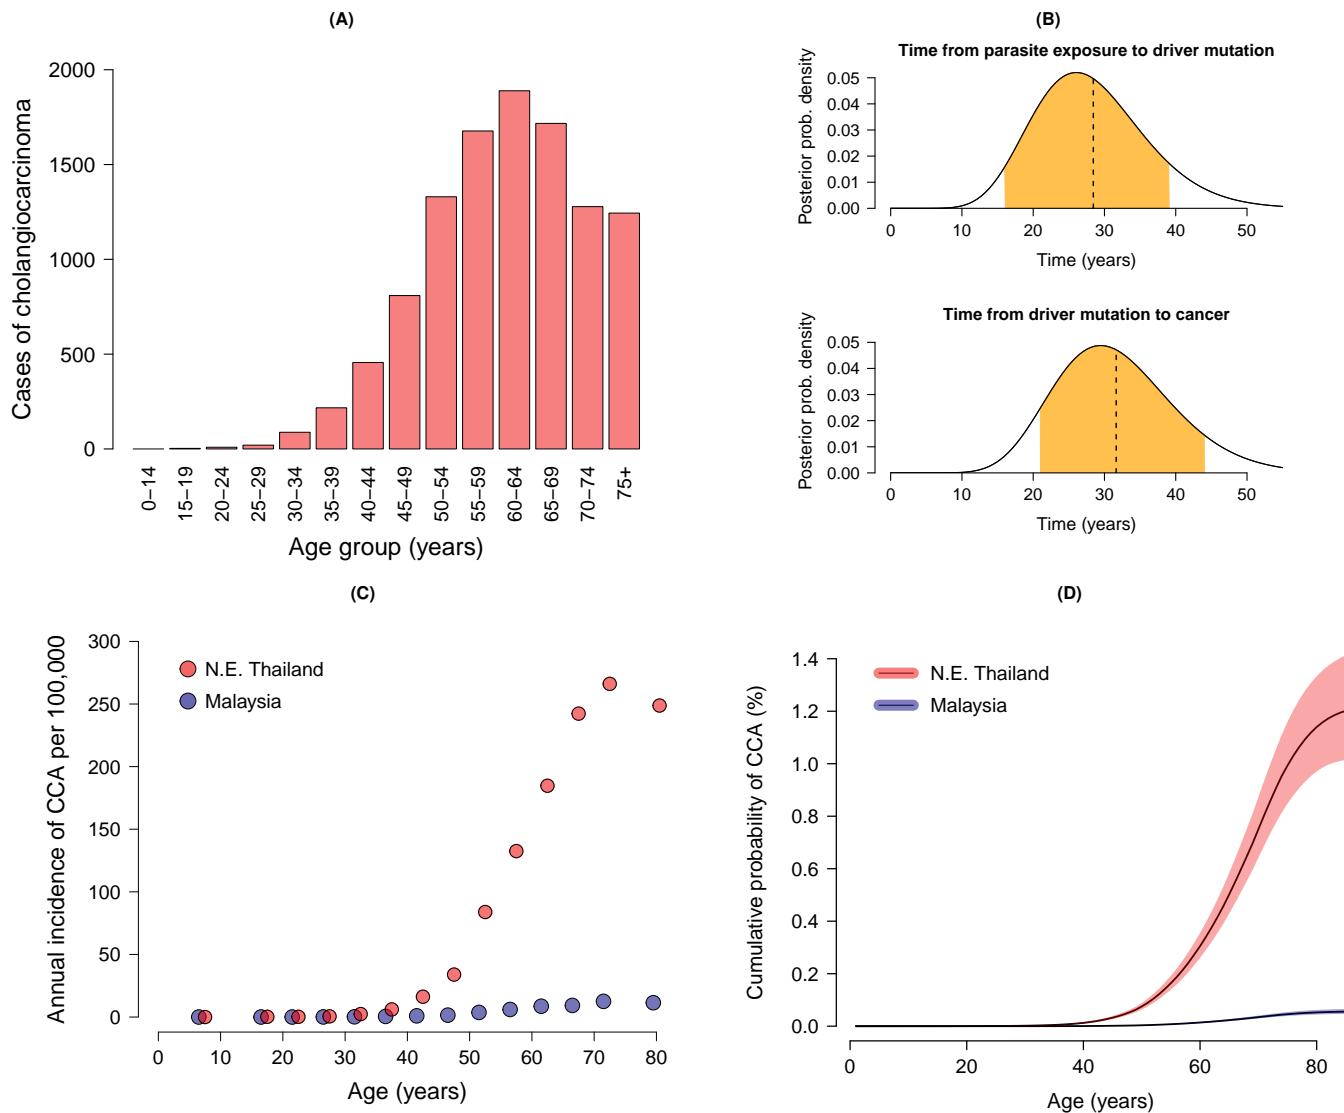 (A)
Cases of cholangiocarcinoma
2000
1500
1000
500
0
0−14
15−19
20−24
25−29
30−34
35−39
40−44
45−49
50−54
55−59
60−64
65−69
70−74
75+
Age group (years)
(B)
Time from parasite exposure to driver mutation
Posterior prob. density
0.05
0.04
0.03
0.02
0.01
0.00
0 10 20 30 40 50
Time (years)
Time from driver mutation to cancer
Posterior prob. density
0.05
0.04
0.03
0.02
0.01
0.00
0 10 20 30 40 50
Time (years)
(C)
Annual incidence of CCA per 100,000
300
250
200
150
100
50
0
N.E. Thailand
Malaysia
0 10 20 30 40 50 60 70 80
Age (years)
(D)
Cumulative probability of CCA (%)
1.4
1.2
1.0
0.8
0.6
0.4
0.2
0.0
N.E. Thailand
Malaysia
0 20 40 60 80
Age (years)